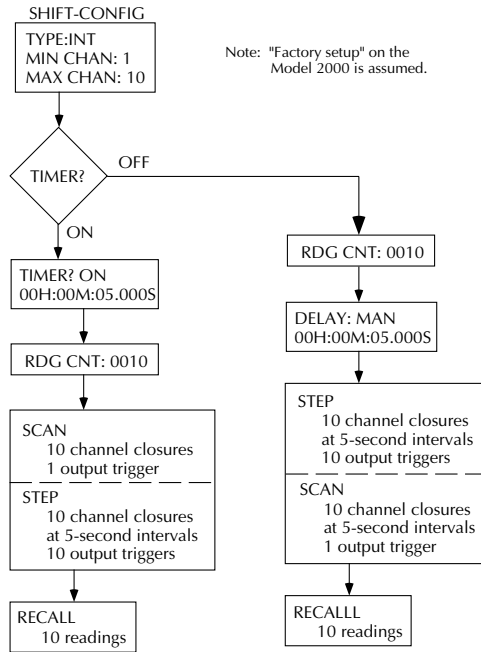 SHIFT-CONFIG
TYPE:INT
MIN CHAN: 1
MAX CHAN: 10
Note: "Factory setup" on the
Model 2000 is assumed.
TIMER?
OFF
ON
TIMER? ON
00H:00M:05.000S
RDG CNT: 0010
SCAN
10 channel closures
1 output trigger
STEP
10 channel closures
at 5-second intervals
10 output triggers
RECALL
10 readings
RDG CNT: 0010
DELAY: MAN
00H:00M:05.000S
STEP
10 channel closures
at 5-second intervals
10 output triggers
SCAN
10 channel closures
at 5-second intervals
1 output trigger
RECALLL
10 readings